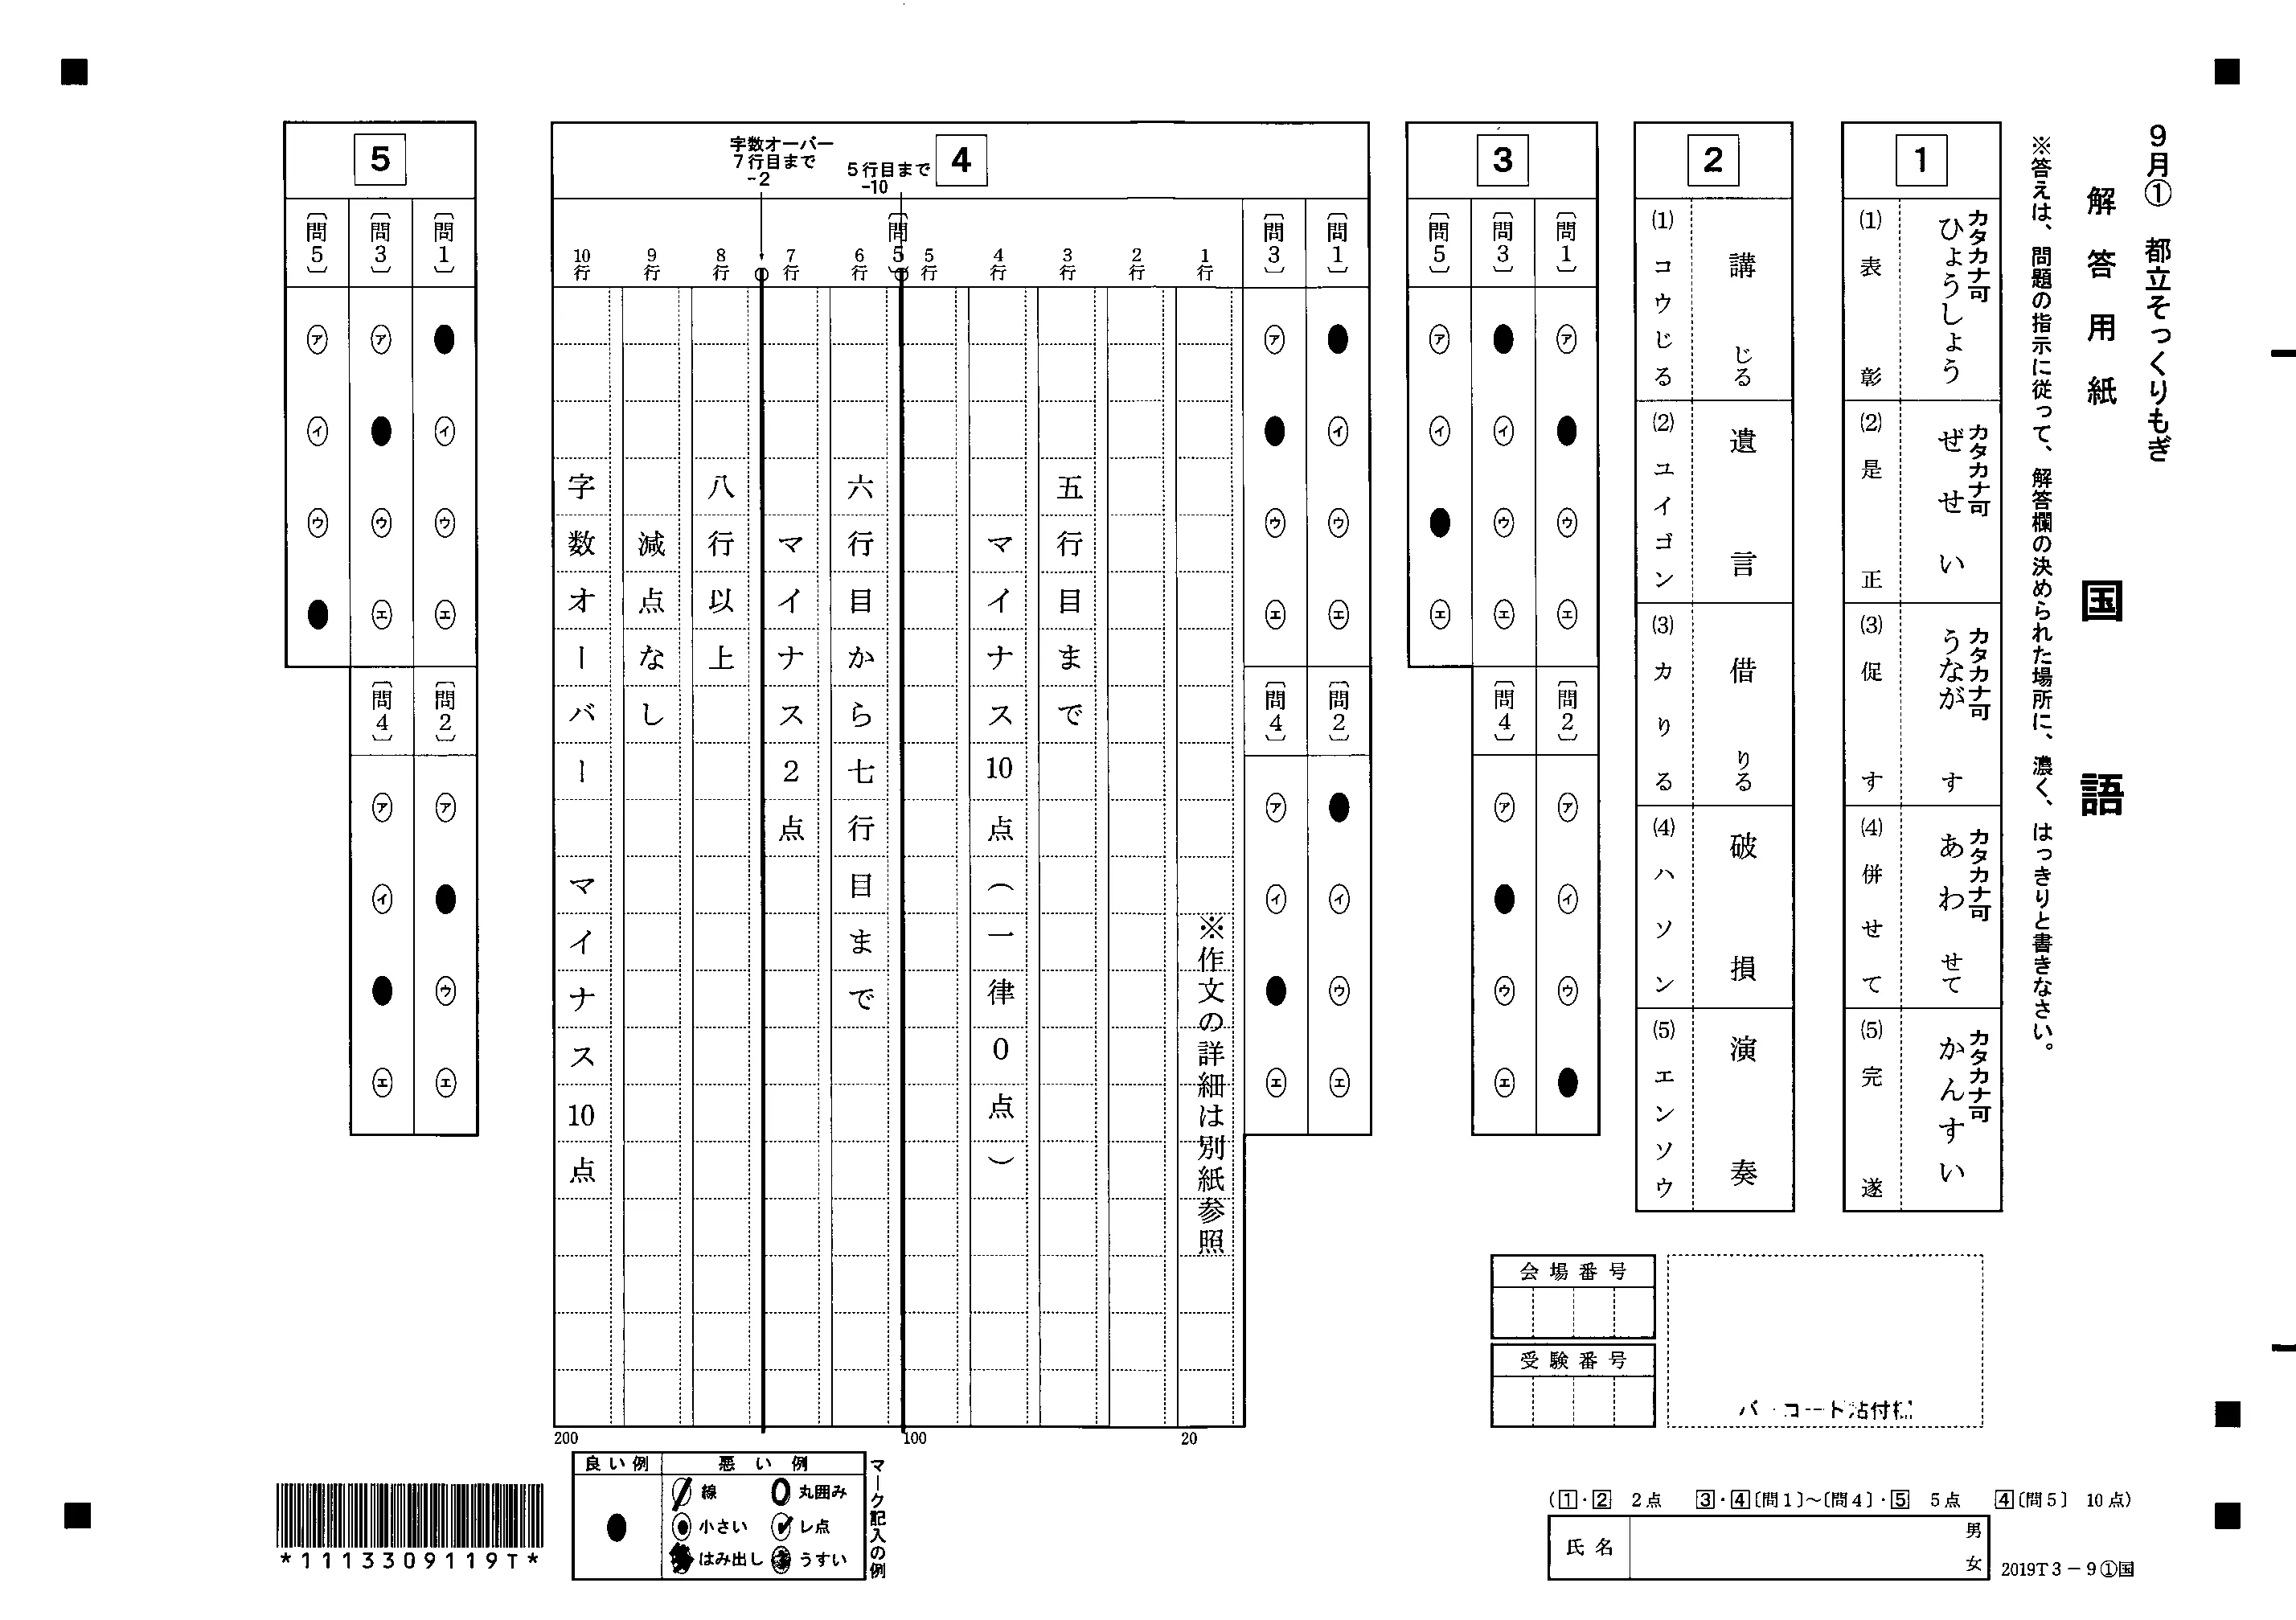 9月① 都立そっくりもぎ
解答用紙 国語
※答えは、問題の指示に従って、解答欄の決められた場所に、濃く、はっきりと書きなさい。
1
(1) 表彰
ひょうしょう
カタカナ可
(2) 是正
ぜせい
カタカナ可
(3) 促す
うながす
カタカナ可
(4) 併せて
あわせて
カタカナ可
(5) 完遂
かんすい
カタカナ可
2
(1) コウじる
講じる
(2) ユイゴン
遺言
(3) カりる
借りる
(4) ハソン
破損
(5) エンソウ
演奏
3
〔問1〕
ア ウ エ
〔問2〕
ア イ ウ
〔問3〕
イ ウ エ
〔問4〕
ア ウ エ
〔問5〕
ア イ エ
4
〔問1〕
イ ウ エ
〔問2〕
イ ウ エ
〔問3〕
ア ウ エ
〔問4〕
ア イ エ
〔問5〕
5行目まで
-10
字数オーバー
7行目まで
-2
1行
2行
3行
4行
5行
6行
7行
8行
9行
10行
※作文の詳細は別紙参照
五行目まで
マイナス10点(一律0点)
六行目から七行目まで
マイナス2点
八行以上
減点なし
字数オーバー マイナス10点
20
100
200
5
〔問1〕
イ ウ エ
〔問2〕
ア ウ エ
〔問3〕
ア ウ エ
〔問4〕
ア イ エ
〔問5〕
ア イ ウ
会場番号
受験番号
バーコード貼付欄
マーク記入の例
良い例
悪い例
線
丸囲み
小さい
レ点
はみ出し
うすい
*1113309119T*
(1・2 2点 3・4〔問1〕~〔問4〕・5 5点 4〔問5〕 10点)
氏名
男
女
2019T3-9①国